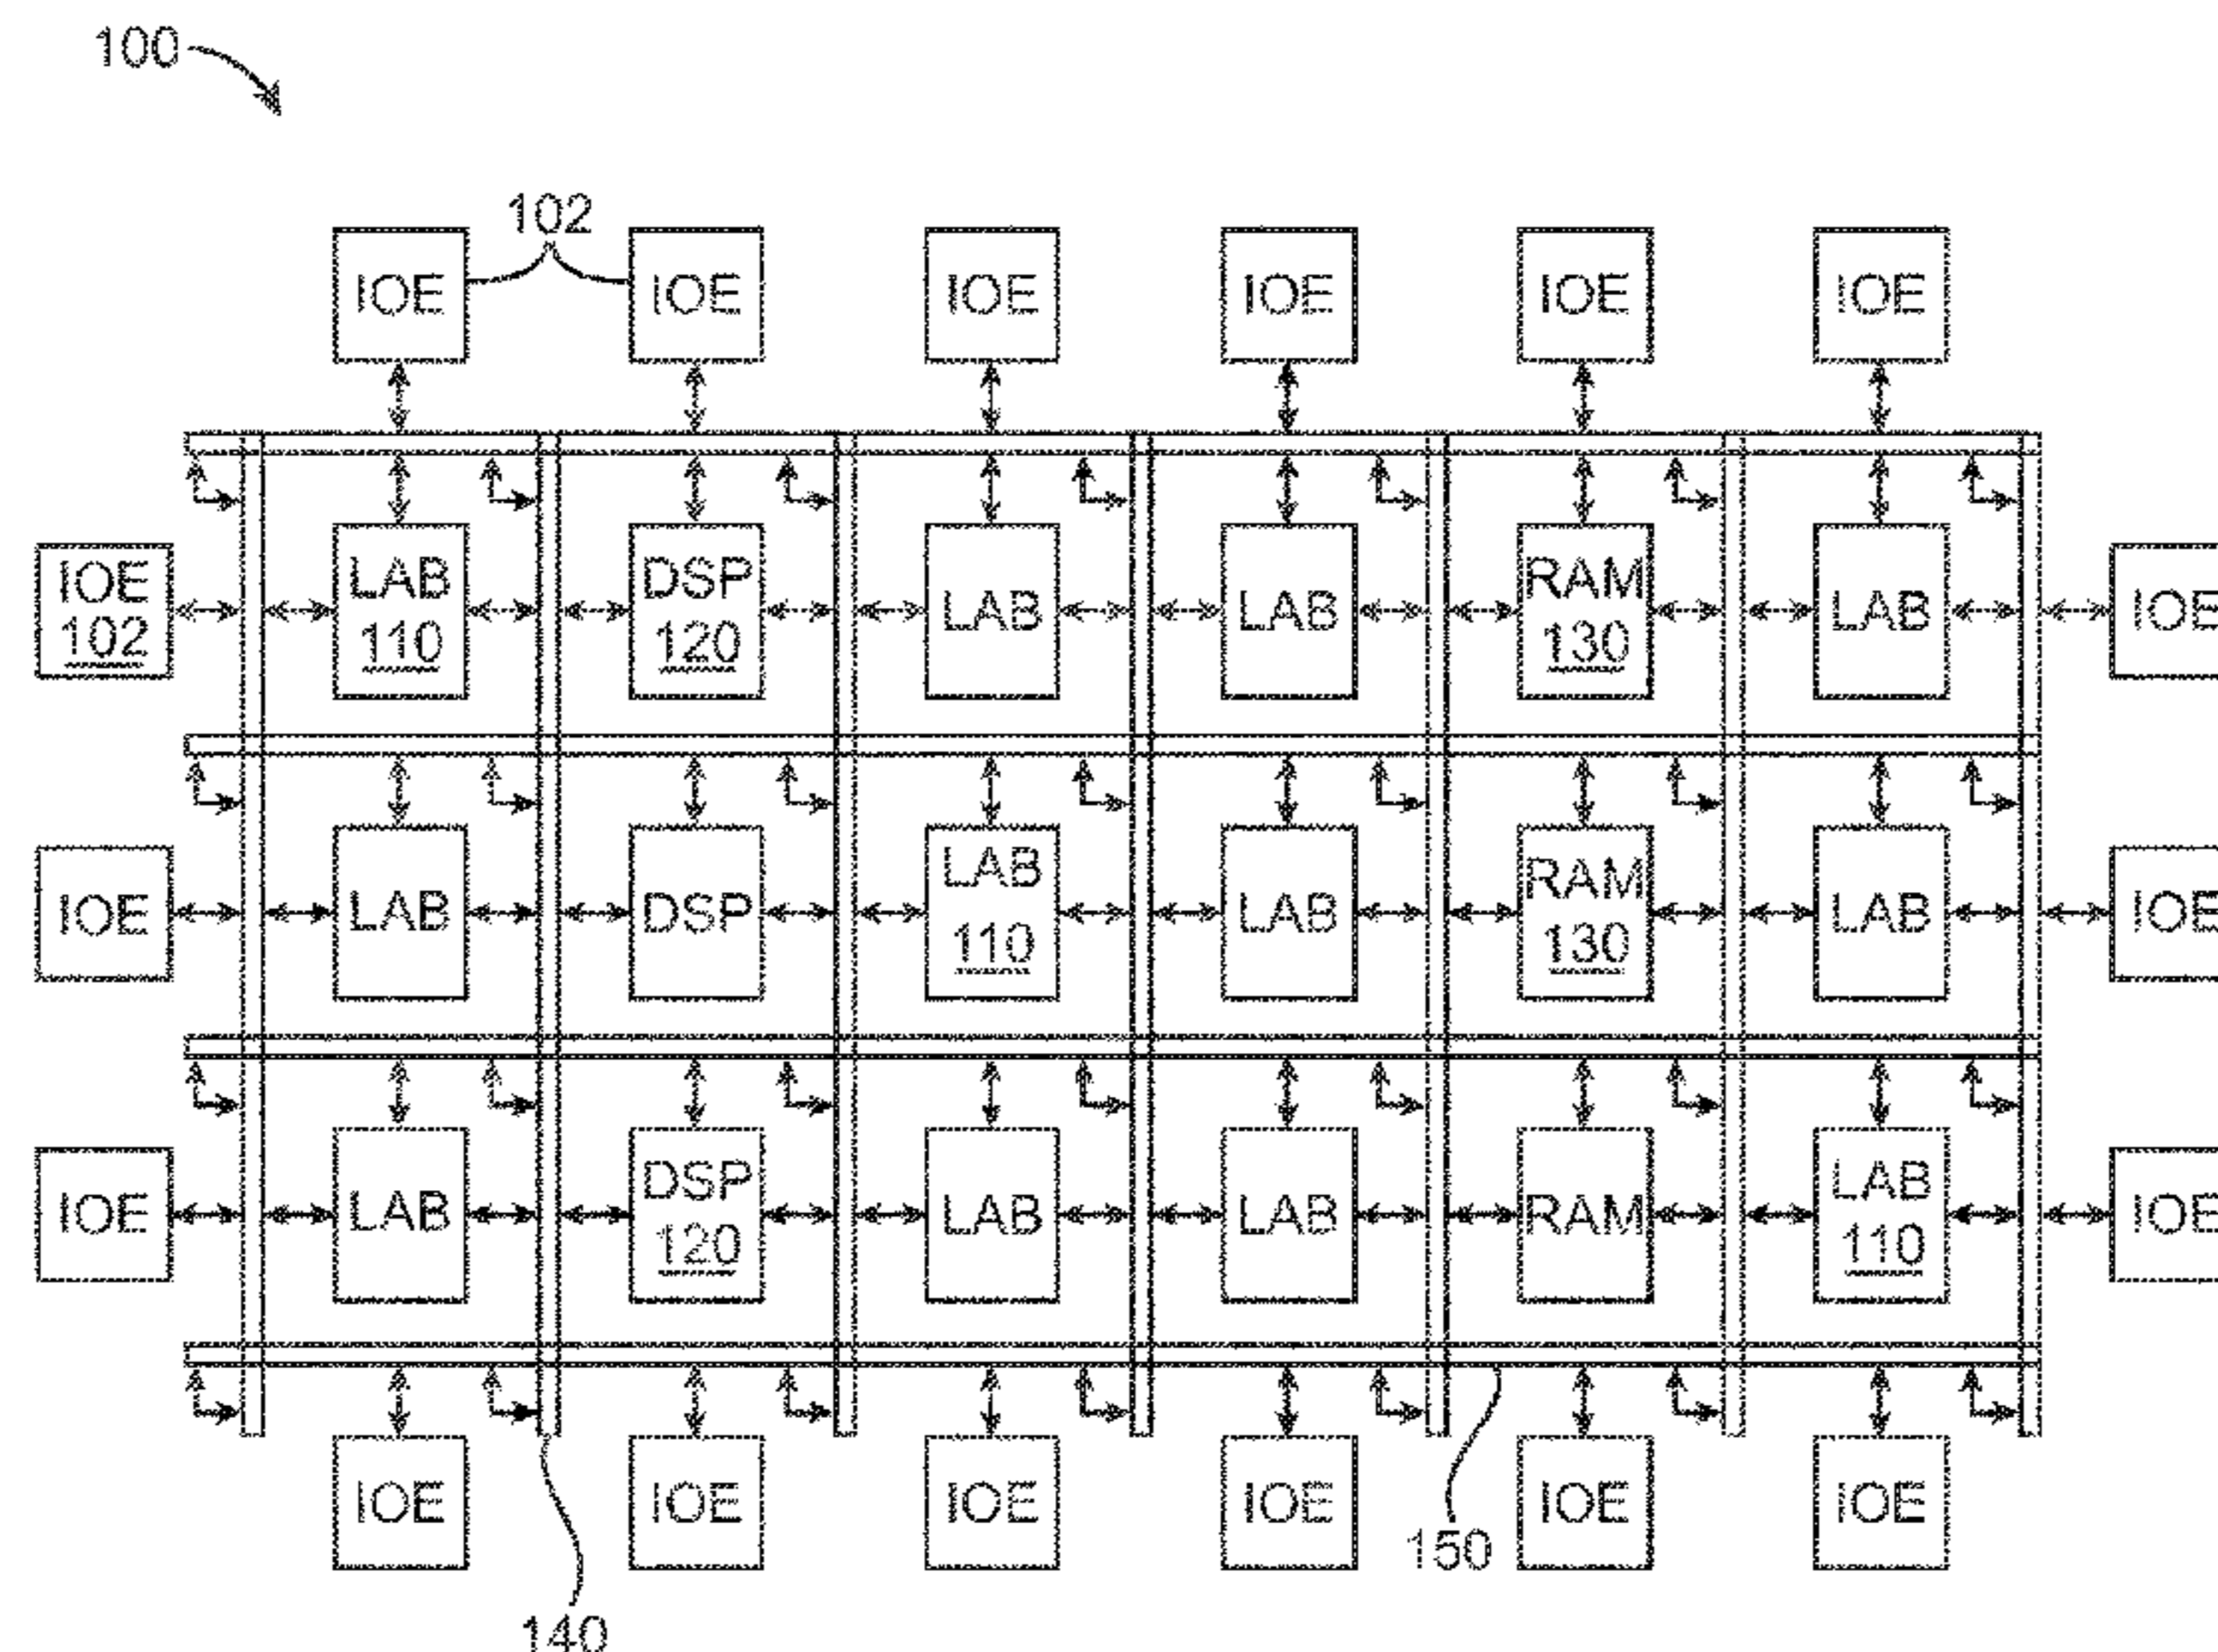 100
102
IOE IOE IOE IOE IOE IOE
IOE LAB DSP LAB LAB RAM LAB IOE
102 110 120 130
IOE LAB DSP LAB LAB RAM LAB IOE
110 130
IOE LAB DSP LAB LAB RAM LAB IOE
120 110
IOE IOE IOE IOE IOE IOE
150
140